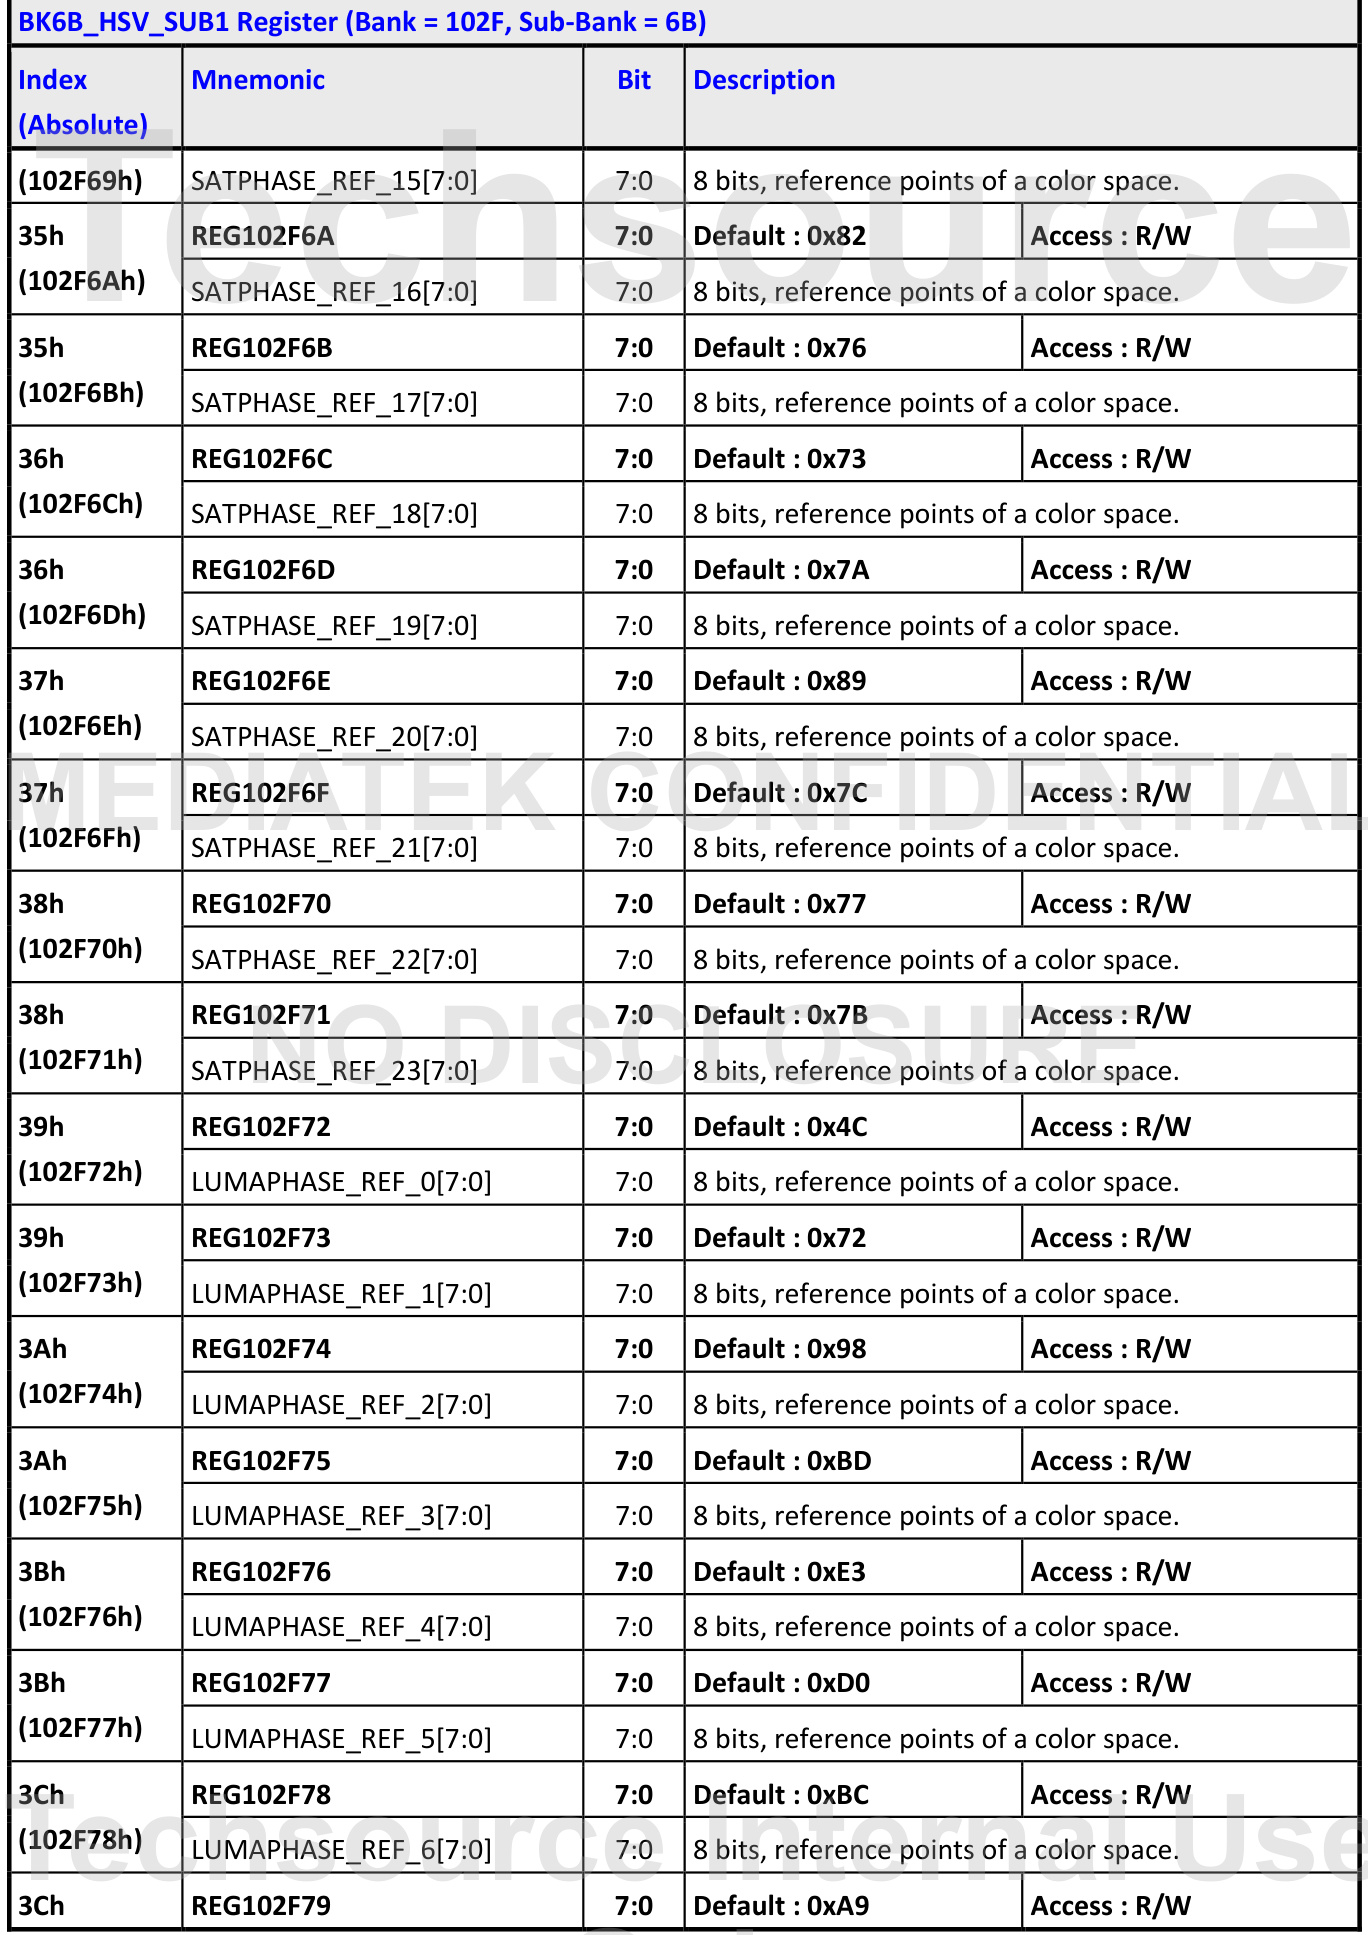 BK6B_HSV_SUB1 Register (Bank = 102F, Sub-Bank = 6B)
Index (Absolute) Mnemonic Bit Description
(102F69h) SATPHASE_REF_15[7:0] 7:0 8 bits, reference points of a color space.
35h REG102F6A 7:0 Default : 0x82 Access : R/W
(102F6Ah) SATPHASE_REF_16[7:0] 7:0 8 bits, reference points of a color space.
35h REG102F6B 7:0 Default : 0x76 Access : R/W
(102F6Bh) SATPHASE_REF_17[7:0] 7:0 8 bits, reference points of a color space.
36h REG102F6C 7:0 Default : 0x73 Access : R/W
(102F6Ch) SATPHASE_REF_18[7:0] 7:0 8 bits, reference points of a color space.
36h REG102F6D 7:0 Default : 0x7A Access : R/W
(102F6Dh) SATPHASE_REF_19[7:0] 7:0 8 bits, reference points of a color space.
37h REG102F6E 7:0 Default : 0x89 Access : R/W
(102F6Eh) SATPHASE_REF_20[7:0] 7:0 8 bits, reference points of a color space.
37h REG102F6F 7:0 Default : 0x7C Access : R/W
(102F6Fh) SATPHASE_REF_21[7:0] 7:0 8 bits, reference points of a color space.
38h REG102F70 7:0 Default : 0x77 Access : R/W
(102F70h) SATPHASE_REF_22[7:0] 7:0 8 bits, reference points of a color space.
38h REG102F71 7:0 Default : 0x7B Access : R/W
(102F71h) SATPHASE_REF_23[7:0] 7:0 8 bits, reference points of a color space.
39h REG102F72 7:0 Default : 0x4C Access : R/W
(102F72h) LUMAPHASE_REF_0[7:0] 7:0 8 bits, reference points of a color space.
39h REG102F73 7:0 Default : 0x72 Access : R/W
(102F73h) LUMAPHASE_REF_1[7:0] 7:0 8 bits, reference points of a color space.
3Ah REG102F74 7:0 Default : 0x98 Access : R/W
(102F74h) LUMAPHASE_REF_2[7:0] 7:0 8 bits, reference points of a color space.
3Ah REG102F75 7:0 Default : 0xBD Access : R/W
(102F75h) LUMAPHASE_REF_3[7:0] 7:0 8 bits, reference points of a color space.
3Bh REG102F76 7:0 Default : 0xE3 Access : R/W
(102F76h) LUMAPHASE_REF_4[7:0] 7:0 8 bits, reference points of a color space.
3Bh REG102F77 7:0 Default : 0xD0 Access : R/W
(102F77h) LUMAPHASE_REF_5[7:0] 7:0 8 bits, reference points of a color space.
3Ch REG102F78 7:0 Default : 0xBC Access : R/W
(102F78h) LUMAPHASE_REF_6[7:0] 7:0 8 bits, reference points of a color space.
3Ch REG102F79 7:0 Default : 0xA9 Access : R/W
Techsource
MEDIATEK CONFIDENTIAL
NO DISCLOSURE
Techsource Internal Use